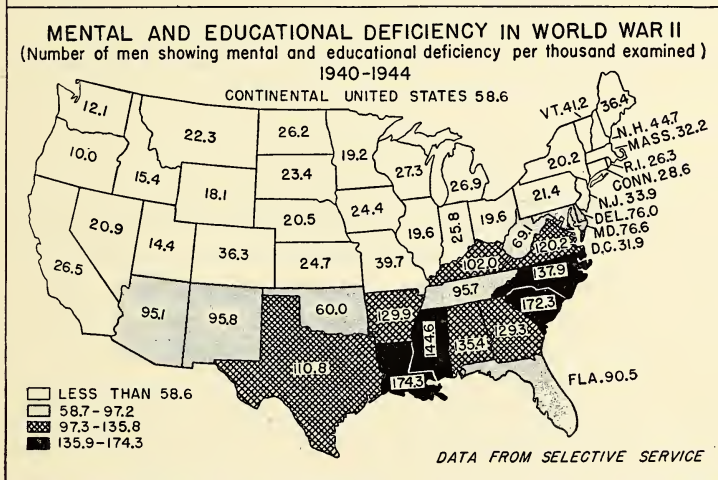 MENTAL AND EDUCATIONAL DEFICIENCY IN WORLD WAR II
(Number of men showing mental and educational deficiency per thousand examined)
1940-1944
CONTINENTAL UNITED STATES 58.6
12.1
22.3
26.2
19.2
VT. 41.2
36.4
N.H. 44.7
MASS. 32.2
10.0
15.4
18.1
23.4
27.3
26.9
20.2
R.I. 26.3
CONN. 28.6
20.9
20.5
24.4
21.4
N.J. 33.9
DEL. 76.0
MD. 76.6
D.C. 31.9
26.5
14.4
36.3
24.7
39.7
19.6
25.8
19.6
69.1
120.2
102.0
137.9
95.1
95.8
60.0
129.9
95.7
172.3
110.8
174.3
144.6
135.4
129.3
FLA. 90.5
LESS THAN 58.6
58.7-97.2
97.3-135.8
135.9-174.3
DATA FROM SELECTIVE SERVICE